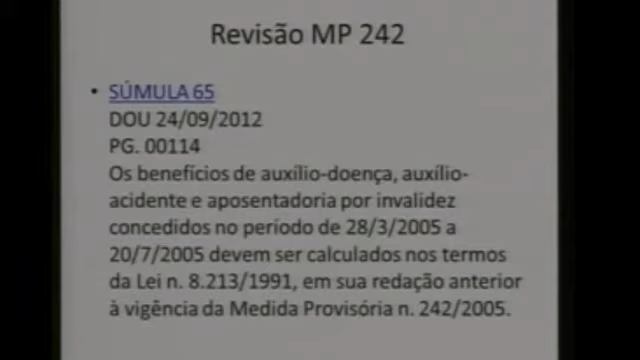 Revisão MP 242
• SÚMULA 65
DOU 24/09/2012
PG. 00114
Os benefícios de auxílio-doença, auxílio-
acidente e aposentadoria por invalidez
concedidos no período de 28/3/2005 a
20/7/2005 devem ser calculados nos termos
da Lei n. 8.213/1991, em sua redação anterior
à vigência da Medida Provisória n. 242/2005.